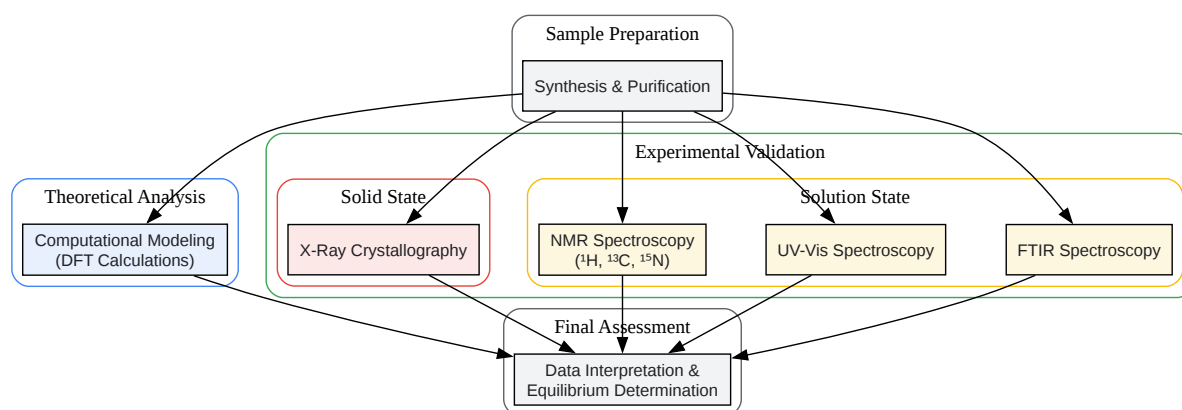 Sample Preparation
Synthesis & Purification
Experimental Validation
Theoretical Analysis
Solid State
Solution State
Computational Modeling
(DFT Calculations)
X-Ray Crystallography
NMR Spectroscopy
(¹H, ¹³C, ¹⁵N)
UV-Vis Spectroscopy
FTIR Spectroscopy
Final Assessment
Data Interpretation &
Equilibrium Determination